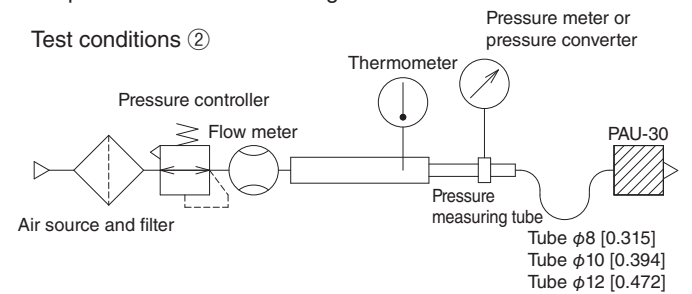 Test conditions ②
Pressure meter or
pressure converter
Thermometer
Pressure controller
Flow meter
PAU-30
Air source and filter
Pressure
measuring tube
Tube φ8 [0.315]
Tube φ10 [0.394]
Tube φ12 [0.472]